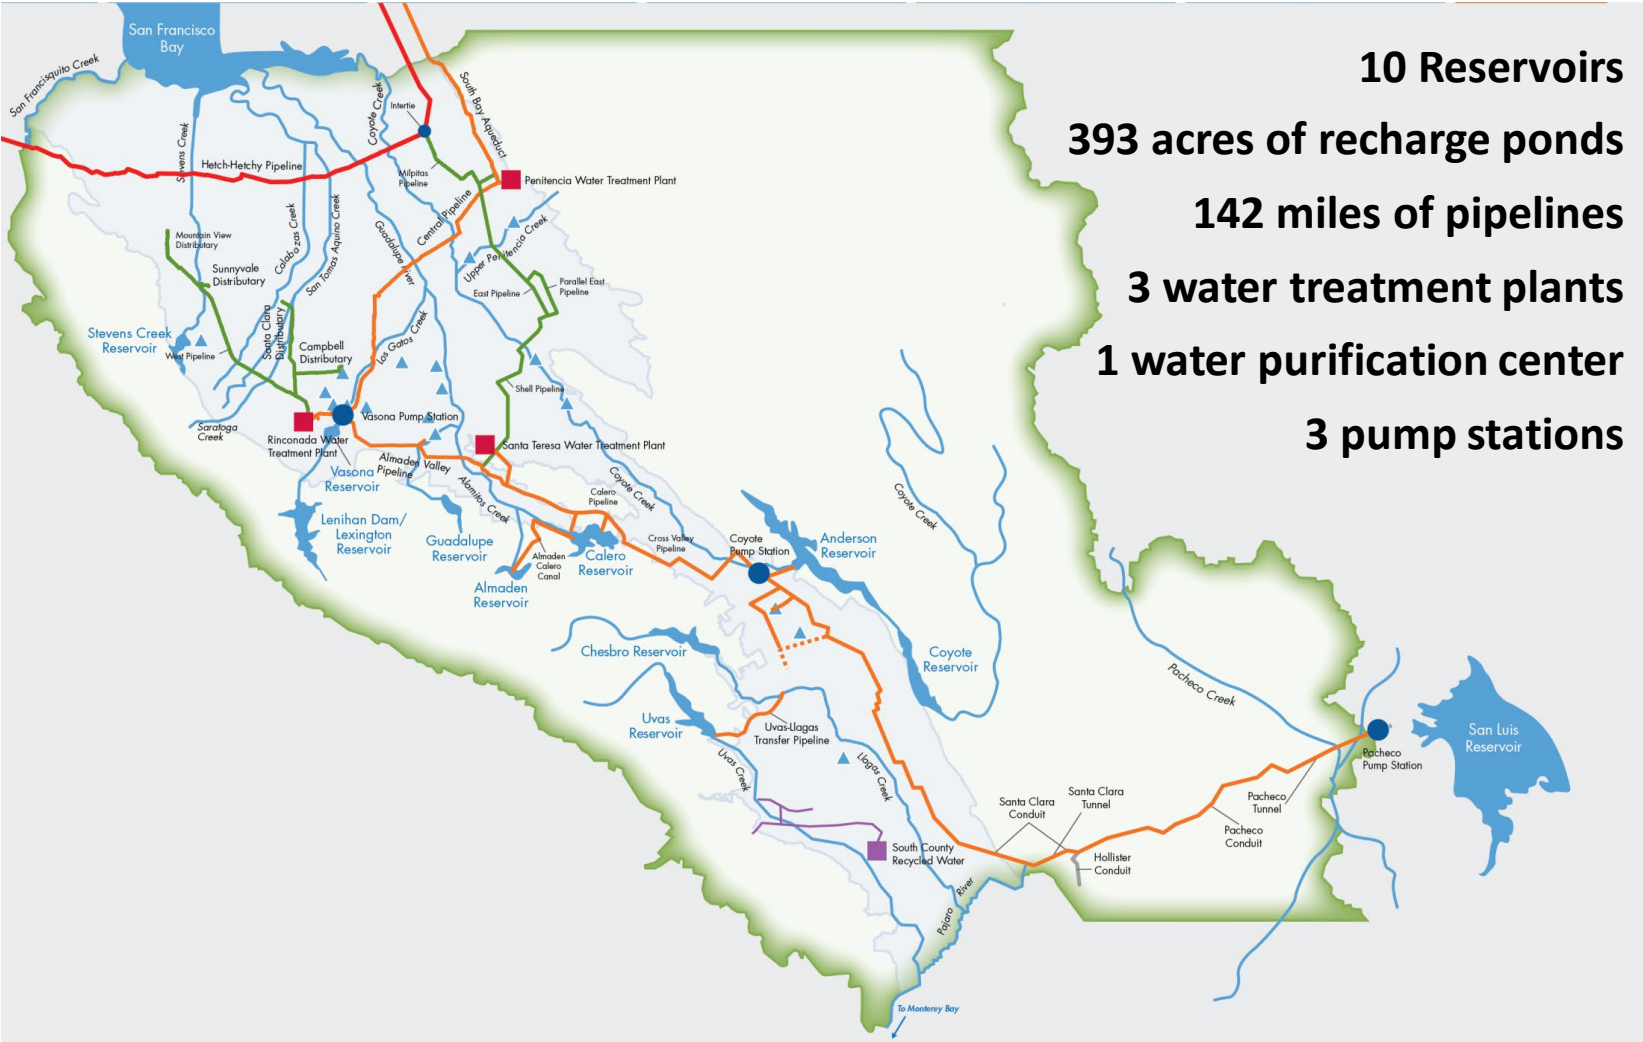 San Francisco
Bay
San Francisquito Creek
Stevens Creek
Coyote Creek
Intertie
South Bay Aqueduct
10 Reservoirs
393 acres of recharge ponds
142 miles of pipelines
3 water treatment plants
1 water purification center
3 pump stations
Hetch-Hetchy Pipeline
Milpitas
Pipeline
Penitencia Water Treatment Plant
Central Pipeline
Calabazas Creek
San Tomas Aquino Creek
Guadalupe River
Upper Penitencia Creek
Mountain View
Distributary
Sunnyvale
Distributary
East Pipeline
Parallel East
Pipeline
Santa Clara
Distributary
Stevens Creek
Reservoir
West Pipeline
Campbell
Distributary
Los Gatos Creek
Shell Pipeline
Saratoga
Creek
Vasona Pump Station
Rinconada Water
Treatment Plant
Santa Teresa Water Treatment Plant
Vasona
Reservoir
Almaden Valley
Pipeline
Alamitos Creek
Coyote Creek
Calero
Pipeline
Coyote Creek
Lenihan Dam/
Lexington
Reservoir
Guadalupe
Reservoir
Almaden
Calero
Canal
Calero
Reservoir
Cross Valley
Pipeline
Coyote
Pump Station
Anderson
Reservoir
Almaden
Reservoir
Chesbro Reservoir
Coyote
Reservoir
Pacheco Creek
Uvas
Reservoir
Uvas-Llagas
Transfer Pipeline
Uvas Creek
Llagas Creek
San Luis
Reservoir
Pacheco
Pump Station
Santa Clara
Conduit
Santa Clara
Tunnel
Pacheco
Tunnel
Pacheco
Conduit
South County
Recycled Water
Hollister
Conduit
Pajaro River
To Monterey Bay